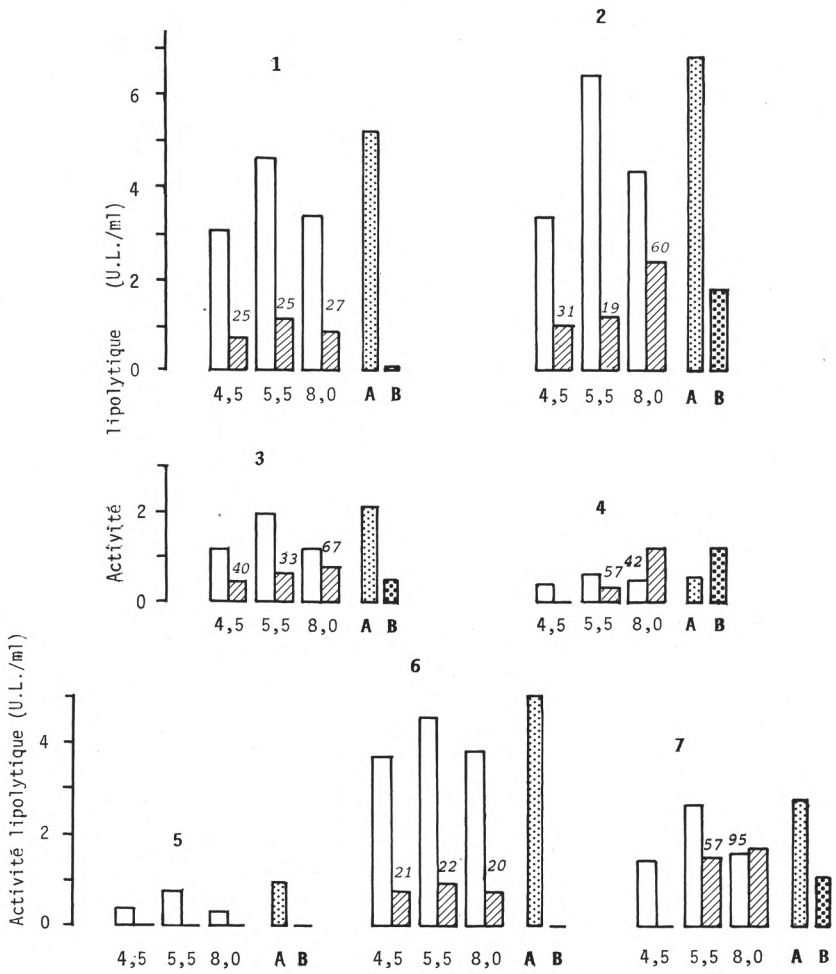 1
2
6
4
2
0
lipolytique (U.L./ml)
25 25 27
31 19 60
4,5 5,5 8,0 A B
4,5 5,5 8,0 A B
3
4
2
0
Activité
40 33 67
57 42
4,5 5,5 8,0 A B
4,5 5,5 8,0 A B
5
6
7
4
2
0
Activité lipolytique (U.L./ml)
21 22 20
57 95
4,5 5,5 8,0 A B
4,5 5,5 8,0 A B
4,5 5,5 8,0 A B